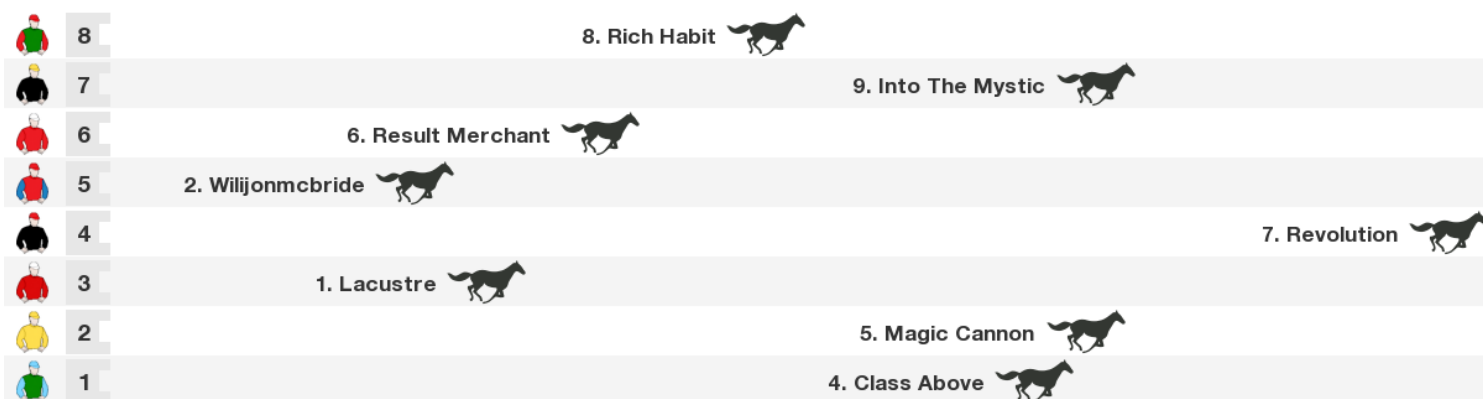 8 8. Rich Habit
7 9. Into The Mystic
6 6. Result Merchant
5 2. Wilijonmcbride
4 7. Revolution
3 1. Lacustre
2 5. Magic Cannon
1 4. Class Above